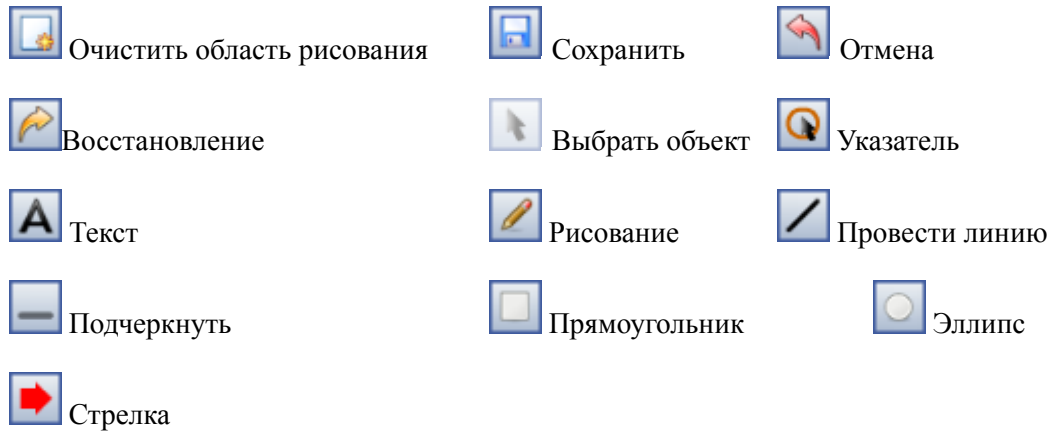 Очистить область рисования Сохранить Отмена
Восстановление Выбрать объект Указатель
Текст Рисование Провести линию
Подчеркнуть Прямоугольник Эллипс
Стрелка